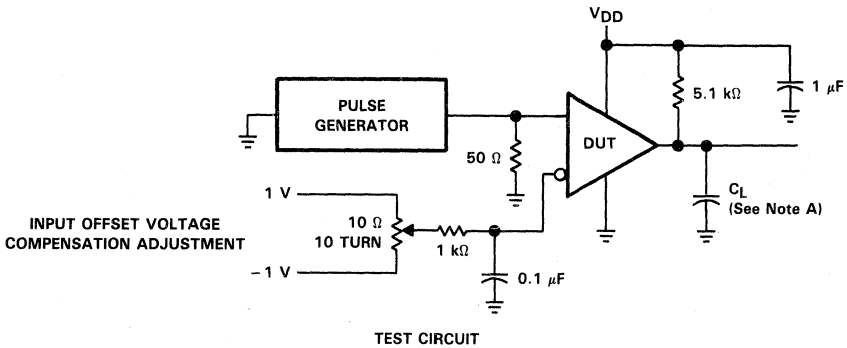 VDD
PULSE
GENERATOR
5.1 kΩ
1 μF
DUT
50 Ω
CL
(See Note A)
1 V
INPUT OFFSET VOLTAGE
COMPENSATION ADJUSTMENT
10 Ω
10 TURN
1 kΩ
−1 V
0.1 μF
TEST CIRCUIT